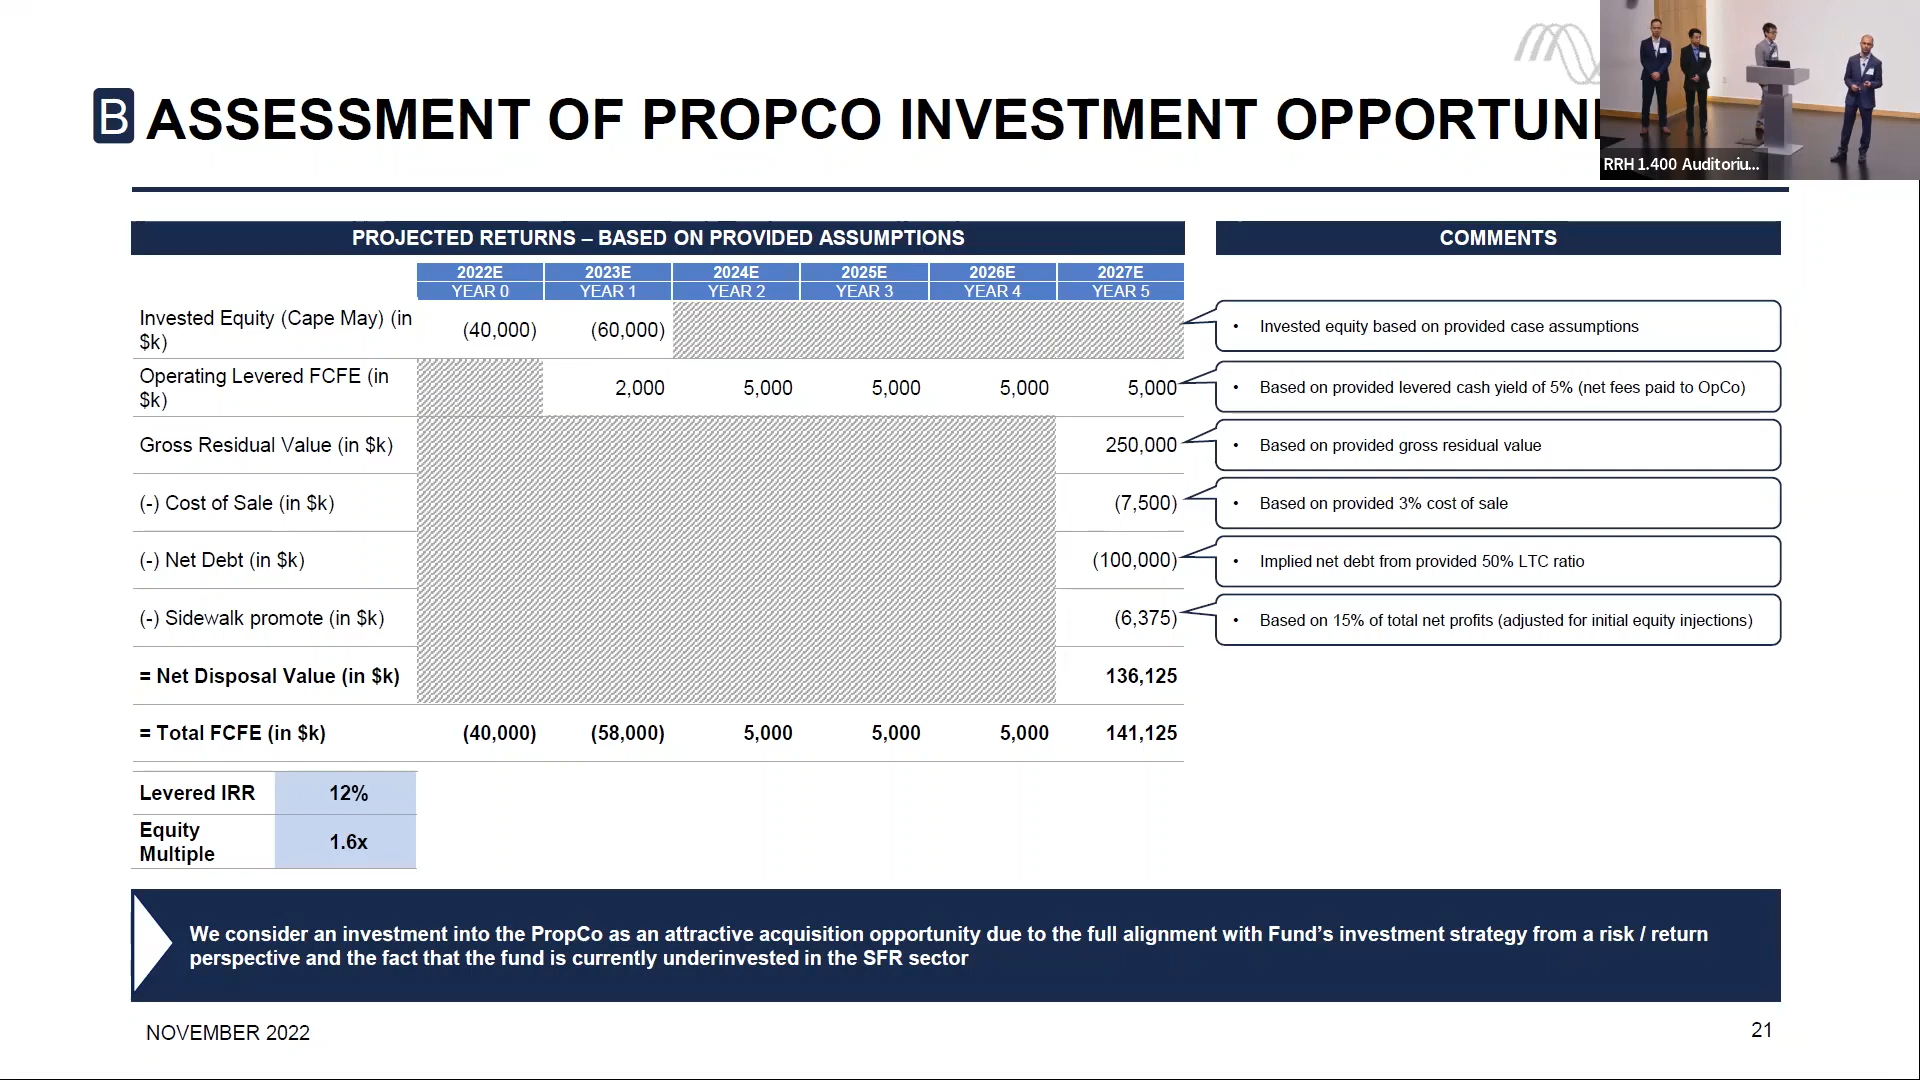 B ASSESSMENT OF PROPCO INVESTMENT OPPORTUNI
RRH 1.400 Auditoriu...
PROJECTED RETURNS – BASED ON PROVIDED ASSUMPTIONS
COMMENTS
2022E 2023E 2024E 2025E 2026E 2027E
YEAR 0 YEAR 1 YEAR 2 YEAR 3 YEAR 4 YEAR 5
Invested Equity (Cape May) (in
$k)
(40,000) (60,000)
• Invested equity based on provided case assumptions
Operating Levered FCFE (in
$k)
2,000 5,000 5,000 5,000 5,000
• Based on provided levered cash yield of 5% (net fees paid to OpCo)
Gross Residual Value (in $k) 250,000
• Based on provided gross residual value
(-) Cost of Sale (in $k) (7,500)
• Based on provided 3% cost of sale
(-) Net Debt (in $k) (100,000)
• Implied net debt from provided 50% LTC ratio
(-) Sidewalk promote (in $k) (6,375)
• Based on 15% of total net profits (adjusted for initial equity injections)
= Net Disposal Value (in $k) 136,125
= Total FCFE (in $k) (40,000) (58,000) 5,000 5,000 5,000 141,125
Levered IRR 12%
Equity
Multiple
1.6x
We consider an investment into the PropCo as an attractive acquisition opportunity due to the full alignment with Fund's investment strategy from a risk / return
perspective and the fact that the fund is currently underinvested in the SFR sector
NOVEMBER 2022
21